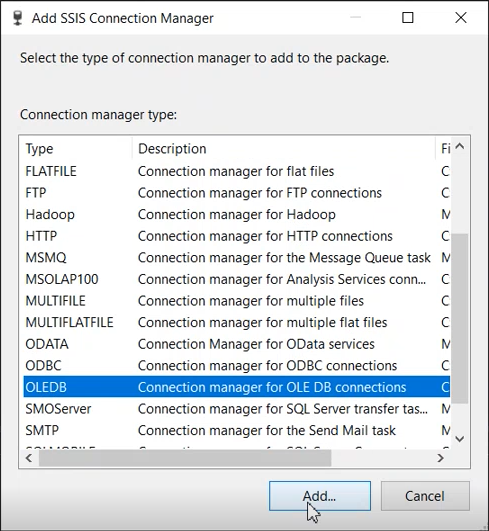 Add SSIS Connection Manager
Select the type of connection manager to add to the package.
Connection manager type:
Type Description Fi
FLATFILE Connection manager for flat files C
FTP Connection manager for FTP connections C
Hadoop Connection manager for Hadoop M
HTTP Connection manager for HTTP connections C
MSMQ Connection manager for the Message Queue task M
MSOLAP100 Connection manager for Analysis Services conn... C
MULTIFILE Connection manager for multiple files C
MULTIFLATFILE Connection manager for multiple flat files C
ODATA Connection Manager for OData services M
ODBC Connection manager for ODBC connections C
OLEDB Connection manager for OLE DB connections C
SMOServer Connection manager for SQL Server transfer tas... M
SMTP Connection manager for the Send Mail task M
Add... Cancel